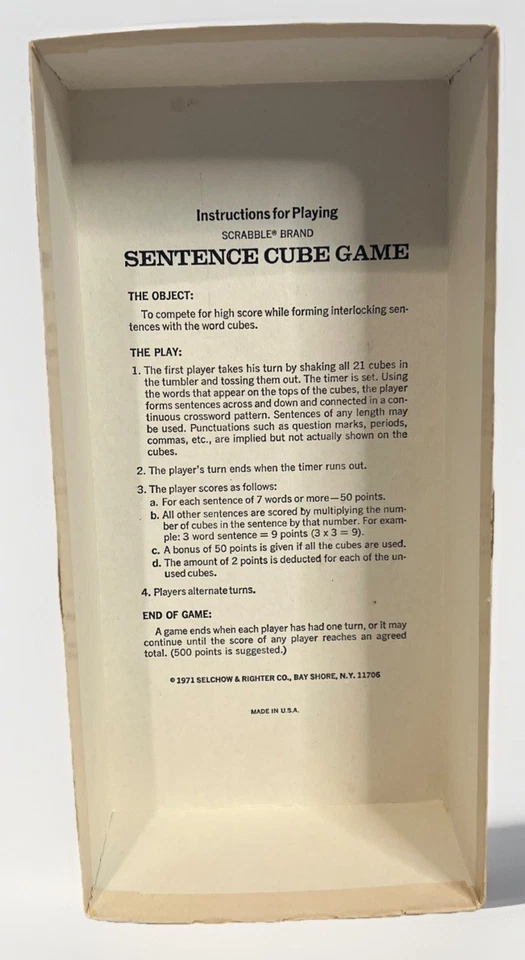 Instructions for Playing
SCRABBLE® BRAND
SENTENCE CUBE GAME
THE OBJECT:
To compete for high score while forming interlocking sen-
tences with the word cubes.
THE PLAY:
1. The first player takes his turn by shaking all 21 cubes in
the tumbler and tossing them out. The timer is set. Using
the words that appear on the tops of the cubes, the player
forms sentences across and down and connected in a con-
tinuous crossword pattern. Sentences of any length may
be used. Punctuations such as question marks, periods,
commas, etc., are implied but not actually shown on the
cubes.
2. The player's turn ends when the timer runs out.
3. The player scores as follows:
a. For each sentence of 7 words or more—50 points.
b. All other sentences are scored by multiplying the num-
ber of cubes in the sentence by that number. For exam-
ple: 3 word sentence = 9 points (3 x 3 = 9).
c. A bonus of 50 points is given if all the cubes are used.
d. The amount of 2 points is deducted for each of the un-
used cubes.
4. Players alternate turns.
END OF GAME:
A game ends when each player has had one turn, or it may
continue until the score of any player reaches an agreed
total. (500 points is suggested.)
© 1971 SELCHOW & RIGHTER CO., BAY SHORE, N.Y. 11706
MADE IN U.S.A.